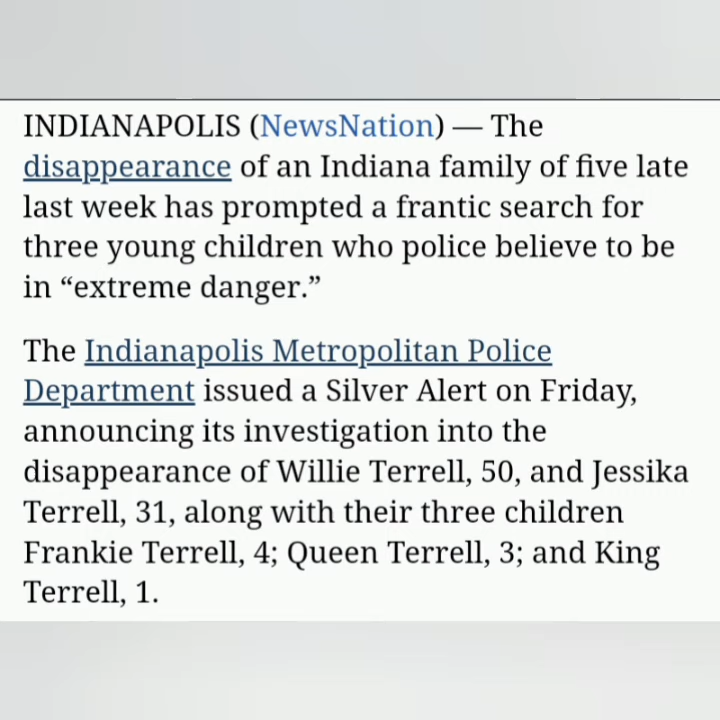 INDIANAPOLIS (NewsNation) — The
disappearance of an Indiana family of five late
last week has prompted a frantic search for
three young children who police believe to be
in “extreme danger.”
The Indianapolis Metropolitan Police
Department issued a Silver Alert on Friday,
announcing its investigation into the
disappearance of Willie Terrell, 50, and Jessika
Terrell, 31, along with their three children
Frankie Terrell, 4; Queen Terrell, 3; and King
Terrell, 1.